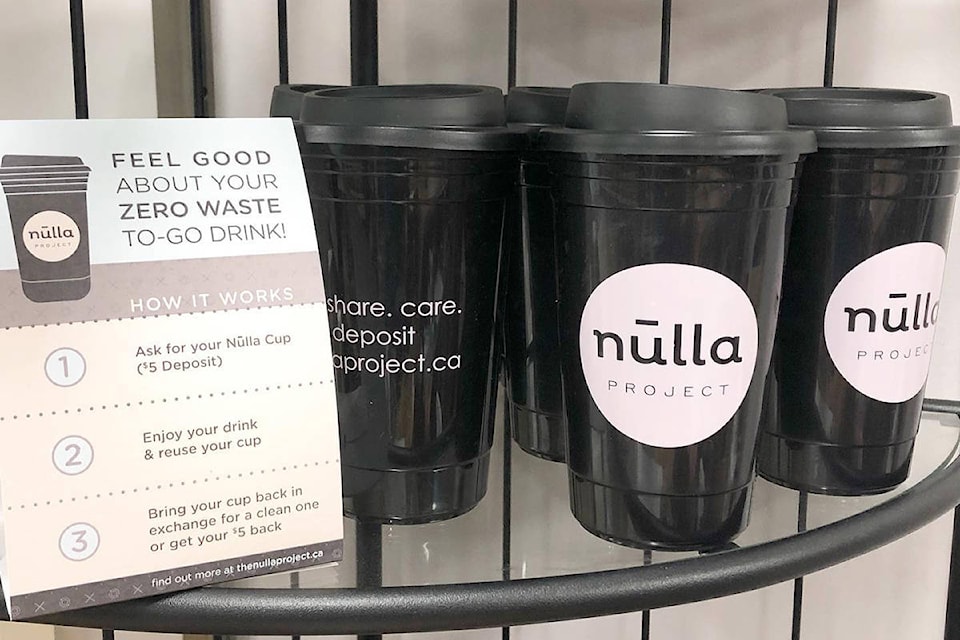 FEEL GOOD
ABOUT YOUR
ZERO WASTE
TO-GO DRINK!
nūlla
PROJECT
HOW IT WORKS
1
Ask for your Nūlla Cup
($5 Deposit)
2
Enjoy your drink
& reuse your cup
3
Bring your cup back in
exchange for a clean one
or get your $5 back
find out more at thenullaproject.ca
share. care.
deposit
aproject.ca
nūlla
PROJECT
nūlla
PROJEC